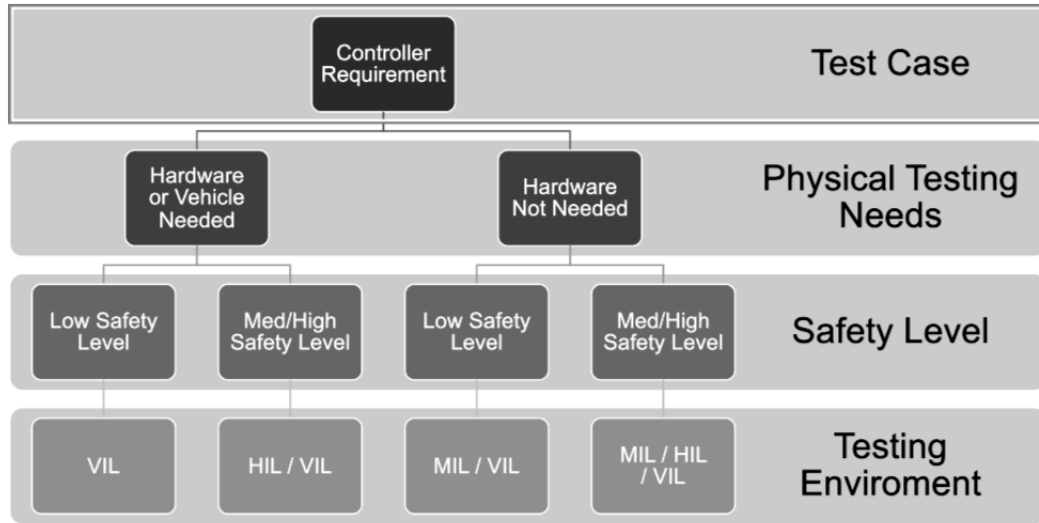 Controller
Requirement
Test Case
Hardware
or Vehicle
Needed
Hardware
Not Needed
Physical Testing
Needs
Low Safety
Level
Med/High
Safety Level
Low Safety
Level
Med/High
Safety Level
Safety Level
VIL
HIL / VIL
MIL / VIL
MIL / HIL
/ VIL
Testing
Enviroment